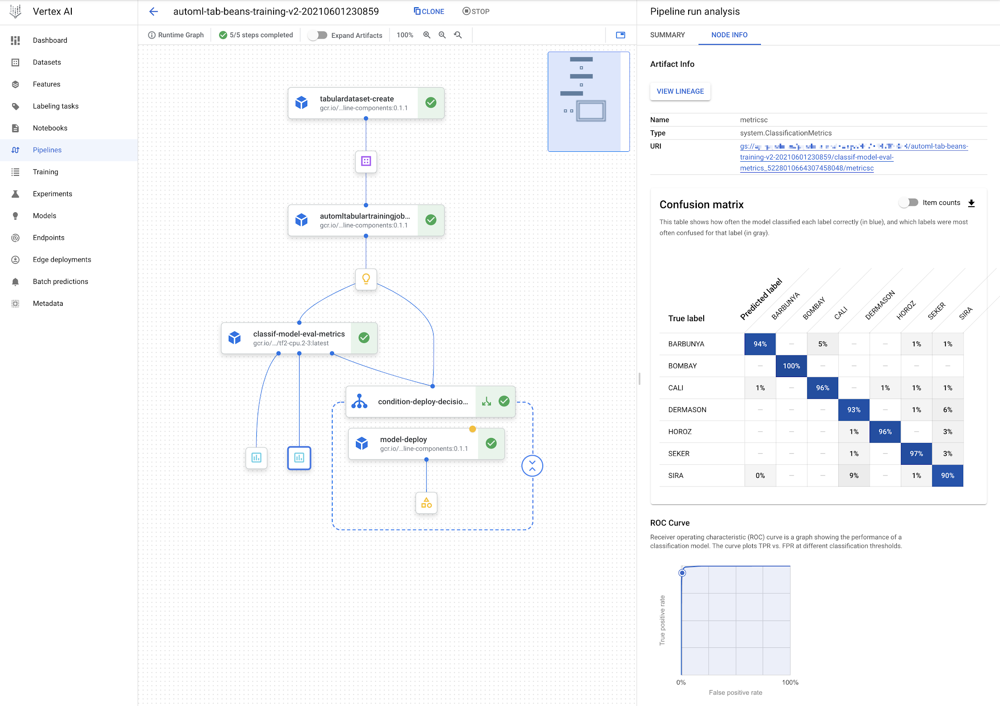 Vertex AI
Dashboard
Datasets
Features
Labeling tasks
Notebooks
Pipelines
Training
Experiments
Models
Endpoints
Edge deployments
Batch predictions
Metadata
automl-tab-beans-training-v2-20210601230859
CLONE
STOP
Runtime Graph
5/5 steps completed
Expand Artifacts
100%
tabulardataset-create
gcr.io/...line-components:0.1.1
automltabulartrainingjob...
gcr.io/...line-components:0.1.1
classif-model-eval-metrics
gcr.io/.../tf2-cpu.2-3:latest
condition-deploy-decisio...
model-deploy
gcr.io/...line-components:0.1.1
Pipeline run analysis
SUMMARY
NODE INFO
Artifact Info
VIEW LINEAGE
Name metricsc
Type system.ClassificationMetrics
URI gs:// /automl-tab-beans-
training-v2-20210601230859/classif-model-eval-
metrics_5228010664307458048/metricsc
Confusion matrix
Item counts
This table shows how often the model classified each label correctly (in blue), and which labels were most
often confused for that label (in gray).
True label
Predicted label
BARBUNYA
BOMBAY
CALI
DERMASON
HOROZ
SEKER
SIRA
BARBUNYA 94% — 5% — — 1% 1%
BOMBAY — 100% — — — — —
CALI 1% — 96% — 1% 1% 1%
DERMASON — — — 93% — 1% 6%
HOROZ — — — 1% 96% — 3%
SEKER — — — 1% — 97% 3%
SIRA 0% — — 9% — 1% 90%
ROC Curve
Receiver operating characteristic (ROC) curve is a graph showing the performance of a
classification model. The curve plots TPR vs. FPR at different classification thresholds.
True positive rate
0% 100%
False positive rate